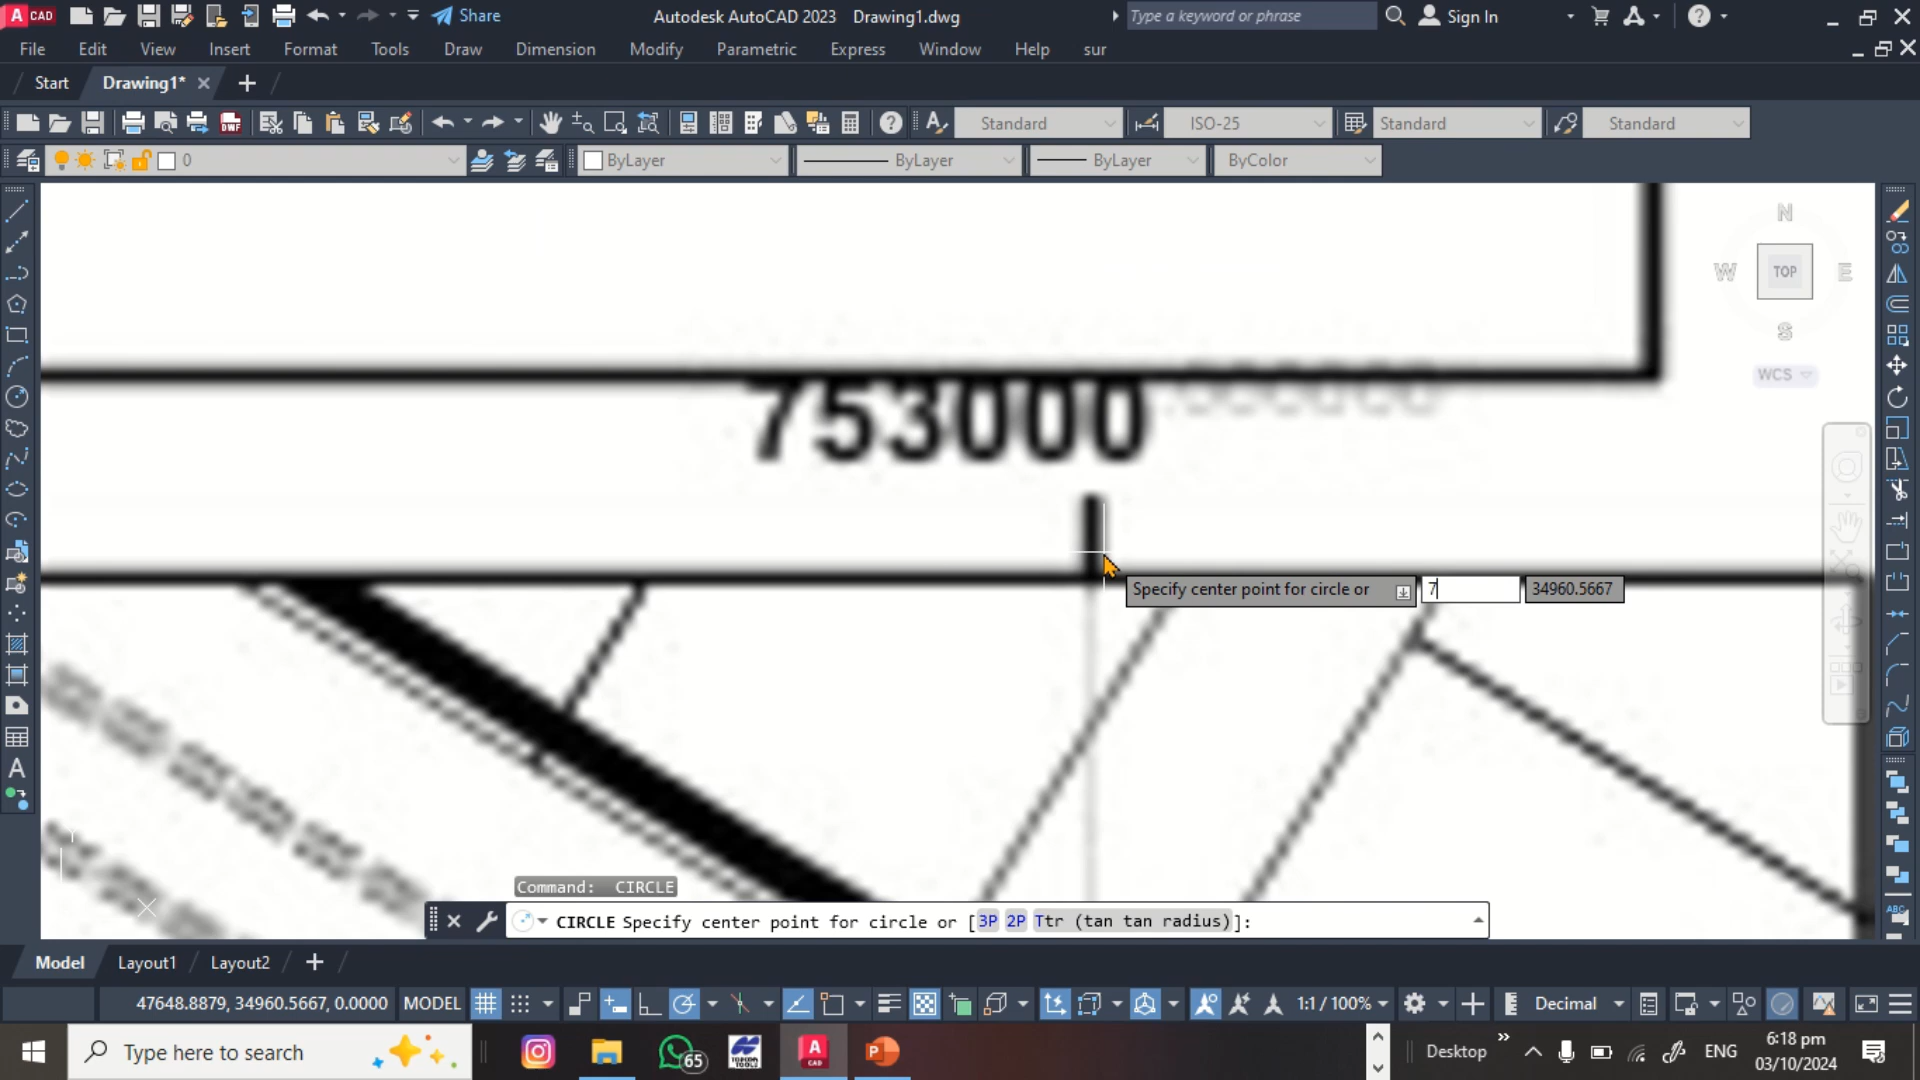 CAD
Share
Autodesk AutoCAD 2023 Drawing1.dwg
Type a keyword or phrase
Sign In
File Edit View Insert Format Tools Draw Dimension Modify Parametric Express Window Help sur
Start Drawing1*
Standard ISO-25 Standard Standard
0 ByLayer ByLayer ByLayer ByColor
N
W TOP E
S
WCS
753000
Specify center point for circle or 7 34960.5667
Command: CIRCLE
CIRCLE Specify center point for circle or [3P 2P Ttr (tan tan radius)]:
Model Layout1 Layout2
47648.8879, 34960.5667, 0.0000 MODEL 1:1 / 100% Decimal
Type here to search
65
Desktop
ENG
6:18 pm
03/10/2024